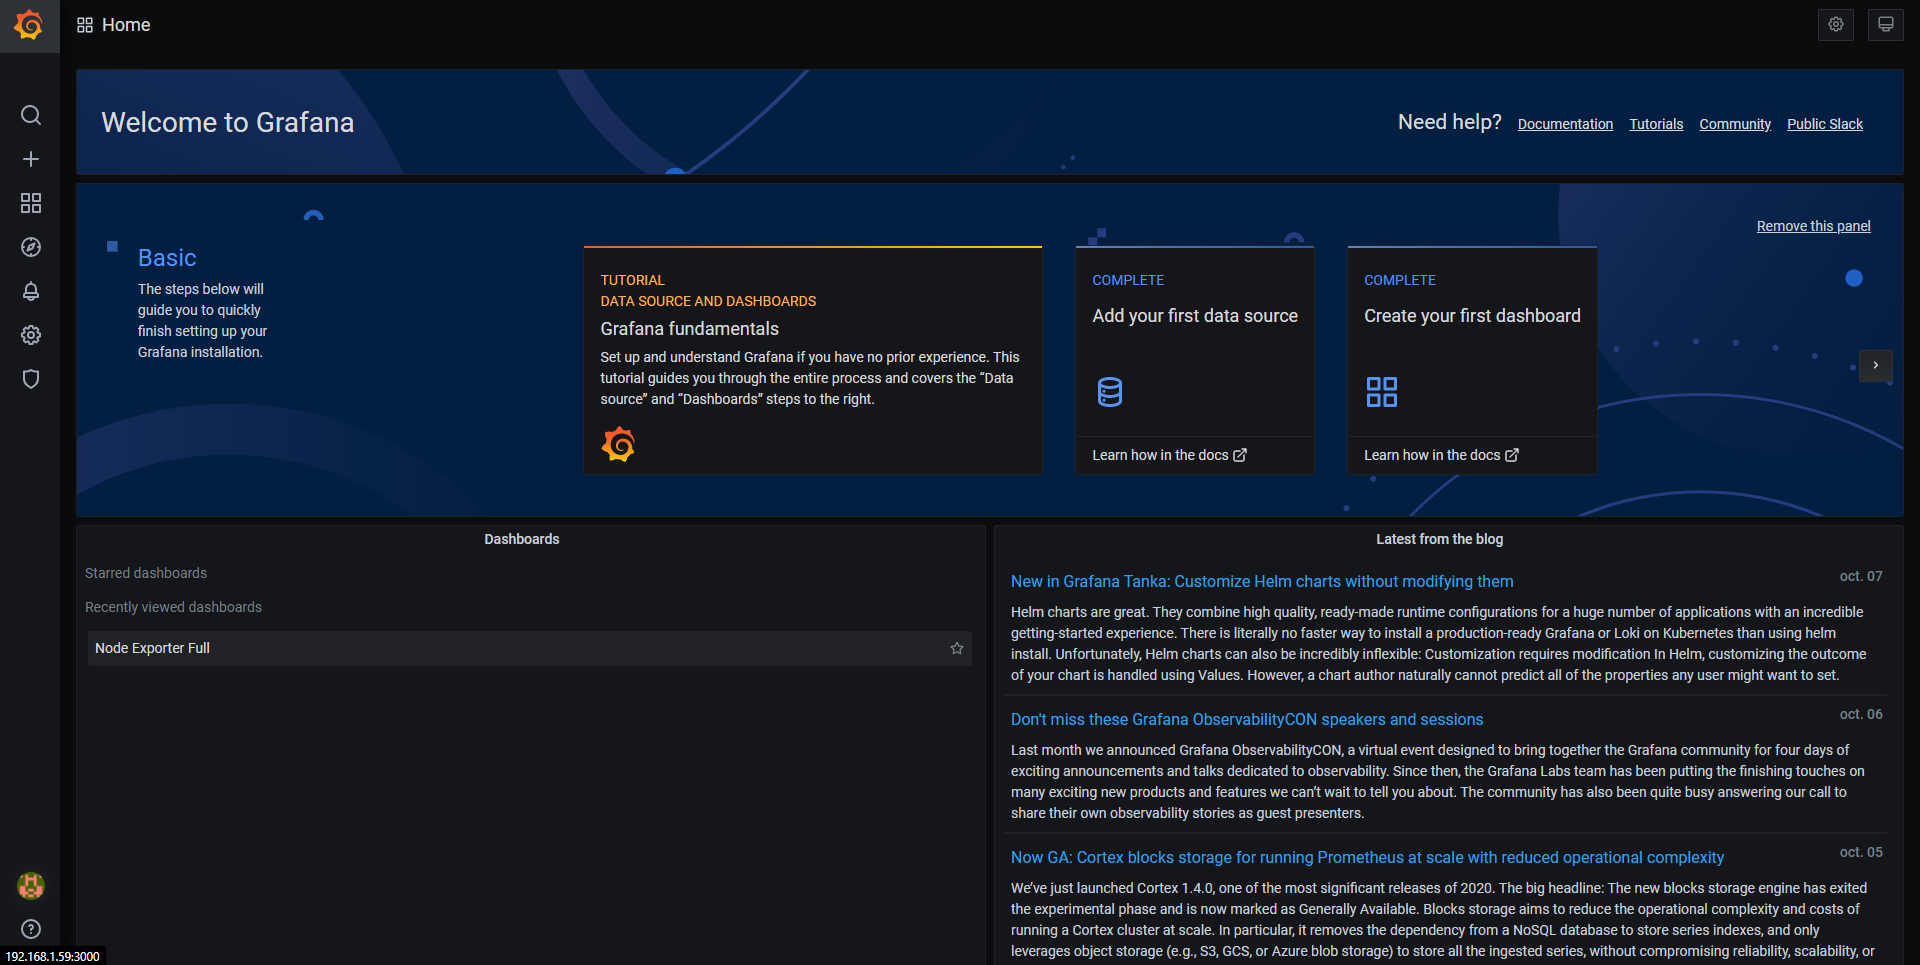 Home
Welcome to Grafana
Need help?
Documentation
Tutorials
Community
Public Slack
Remove this panel
Basic
The steps below will
guide you to quickly
finish setting up your
Grafana installation.
TUTORIAL
DATA SOURCE AND DASHBOARDS
Grafana fundamentals
Set up and understand Grafana if you have no prior experience. This
tutorial guides you through the entire process and covers the “Data
source” and “Dashboards” steps to the right.
COMPLETE
Add your first data source
Learn how in the docs
COMPLETE
Create your first dashboard
Learn how in the docs
Dashboards
Starred dashboards
Recently viewed dashboards
Node Exporter Full
Latest from the blog
New in Grafana Tanka: Customize Helm charts without modifying them
oct. 07
Helm charts are great. They combine high quality, ready-made runtime configurations for a huge number of applications with an incredible
getting-started experience. There is literally no faster way to install a production-ready Grafana or Loki on Kubernetes than using helm
install. Unfortunately, Helm charts can also be incredibly inflexible: Customization requires modification In Helm, customizing the outcome
of your chart is handled using Values. However, a chart author naturally cannot predict all of the properties any user might want to set.
Don't miss these Grafana ObservabilityCON speakers and sessions
oct. 06
Last month we announced Grafana ObservabilityCON, a virtual event designed to bring together the Grafana community for four days of
exciting announcements and talks dedicated to observability. Since then, the Grafana Labs team has been putting the finishing touches on
many exciting new products and features we can’t wait to tell you about. The community has also been quite busy answering our call to
share their own observability stories as guest presenters.
Now GA: Cortex blocks storage for running Prometheus at scale with reduced operational complexity
oct. 05
We’ve just launched Cortex 1.4.0, one of the most significant releases of 2020. The big headline: The new blocks storage engine has exited
the experimental phase and is now marked as Generally Available. Blocks storage aims to reduce the operational complexity and costs of
running a Cortex cluster at scale. In particular, it removes the dependency from a NoSQL database to store series indexes, and only
leverages object storage (e.g., S3, GCS, or Azure blob storage) to store all the ingested series, without compromising reliability, scalability, or
192.168.1.59:3000